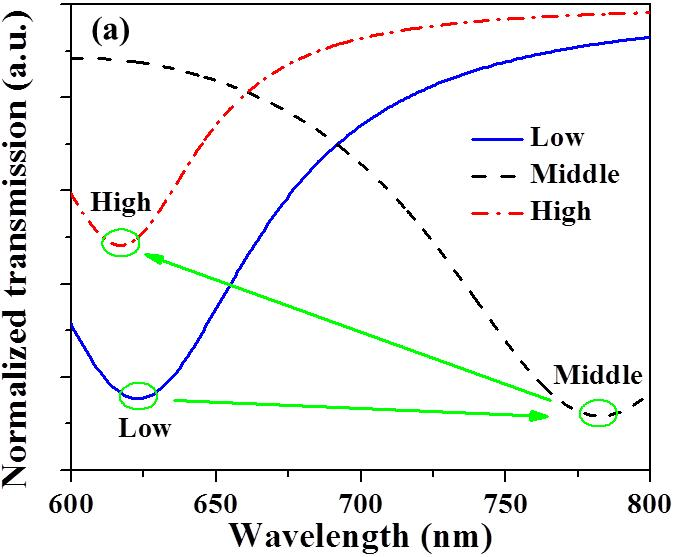 (a)
Normalized transmission (a.u.)
Low
Middle
High
High
Middle
Low
600
650
700
750
800
Wavelength (nm)